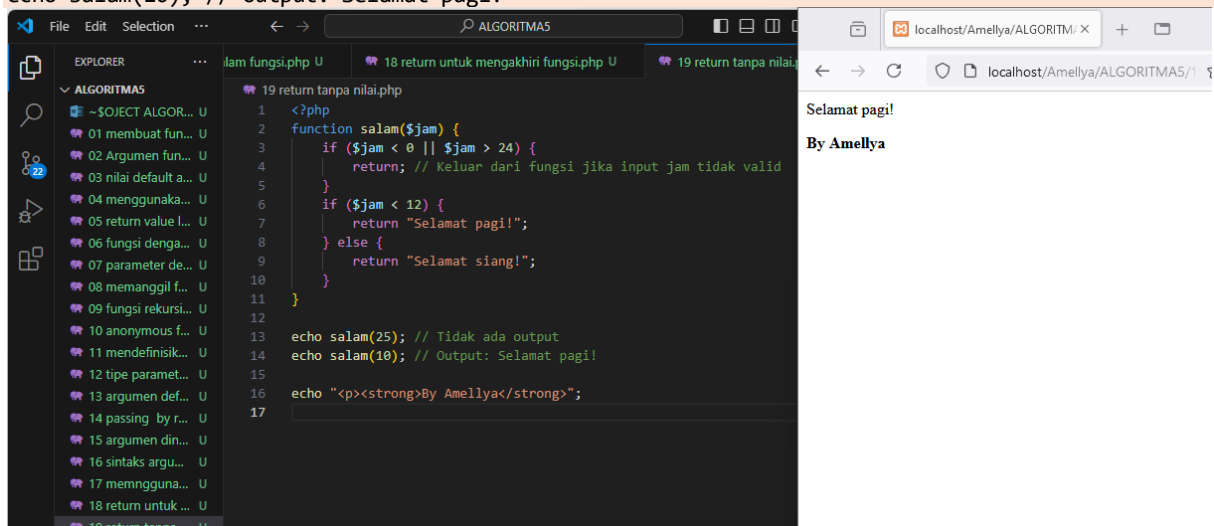 File Edit Selection ... ALGORITMA5
EXPLORER ...
ALGORITMA5
~$OJECT ALGOR... U
01 membuat fun... U
02 Argumen fun... U
03 nilai default a... U
04 menggunaka... U
05 return value l... U
06 fungsi denga... U
07 parameter de... U
08 memanggil f... U
09 fungsi rekursi... U
10 anonymous f... U
11 mendefinisik... U
12 tipe paramet... U
13 argumen def... U
14 passing by r... U
15 argumen din... U
16 sintaks argu... U
17 memngguna... U
18 return untuk ... U
22
lam fungsi.php U 18 return untuk mengakhiri fungsi.php U 19 return tanpa nilai.p
19 return tanpa nilai.php
1 <?php
2 function salam($jam) {
3 if ($jam < 0 || $jam > 24) {
4 return; // Keluar dari fungsi jika input jam tidak valid
5 }
6 if ($jam < 12) {
7 return "Selamat pagi!";
8 } else {
9 return "Selamat siang!";
10 }
11 }
12
13 echo salam(25); // Tidak ada output
14 echo salam(10); // Output: Selamat pagi!
15
16 echo "<p><strong>By Amellya</strong>";
17
localhost/Amellya/ALGORITM
localhost/Amellya/ALGORITMA5/1
Selamat pagi!
By Amellya